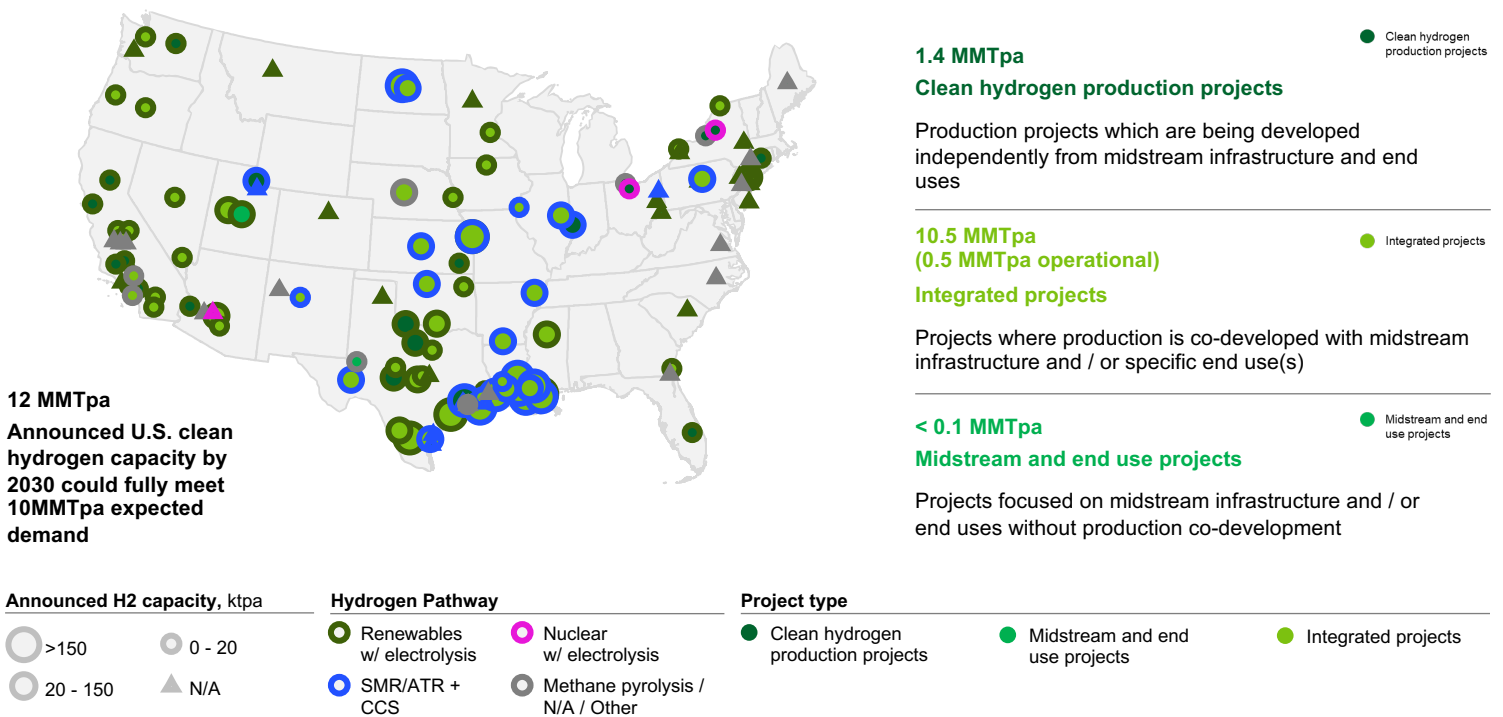 12 MMTpa
Announced U.S. clean
hydrogen capacity by
2030 could fully meet
10MMTpa expected
demand
1.4 MMTpa
Clean hydrogen production projects
Clean hydrogen
production projects
Production projects which are being developed
independently from midstream infrastructure and end
uses
10.5 MMTpa
(0.5 MMTpa operational)
Integrated projects
Integrated projects
Projects where production is co-developed with midstream
infrastructure and / or specific end use(s)
< 0.1 MMTpa
Midstream and end use projects
Midstream and end
use projects
Projects focused on midstream infrastructure and / or
end uses without production co-development
Announced H2 capacity, ktpa
>150
0 - 20
20 - 150
N/A
Hydrogen Pathway
Renewables
w/ electrolysis
Nuclear
w/ electrolysis
SMR/ATR +
CCS
Methane pyrolysis /
N/A / Other
Project type
Clean hydrogen
production projects
Midstream and end
use projects
Integrated projects